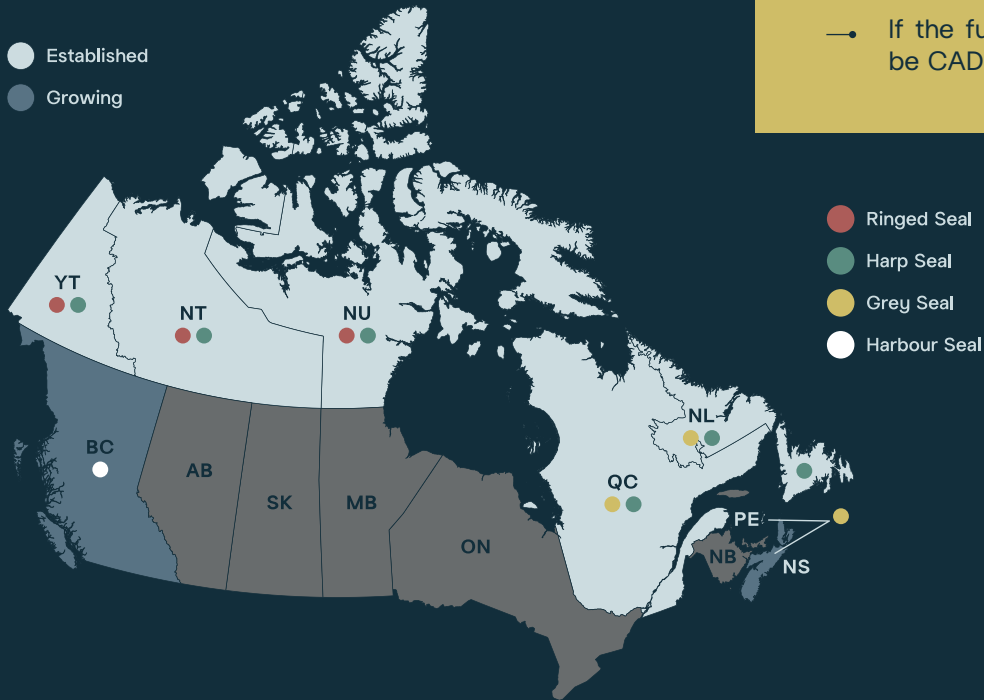 Established
Growing
If the fu
be CAD
Ringed Seal
Harp Seal
Grey Seal
Harbour Seal
YT
NT
NU
BC
AB
SK
MB
ON
QC
NL
PE
NB
NS